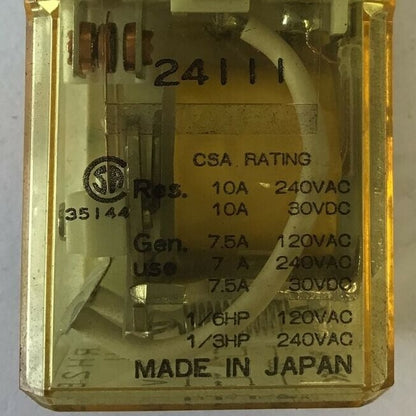 24111
CSA RATING
SA
35144
Res. 10A 240VAC
10A 30VDC
Gen. 7.5A 120VAC
use 7 A 240VAC
7.5A 30VDC
1/6HP 120VAC
1/3HP 240VAC
MADE IN JAPAN